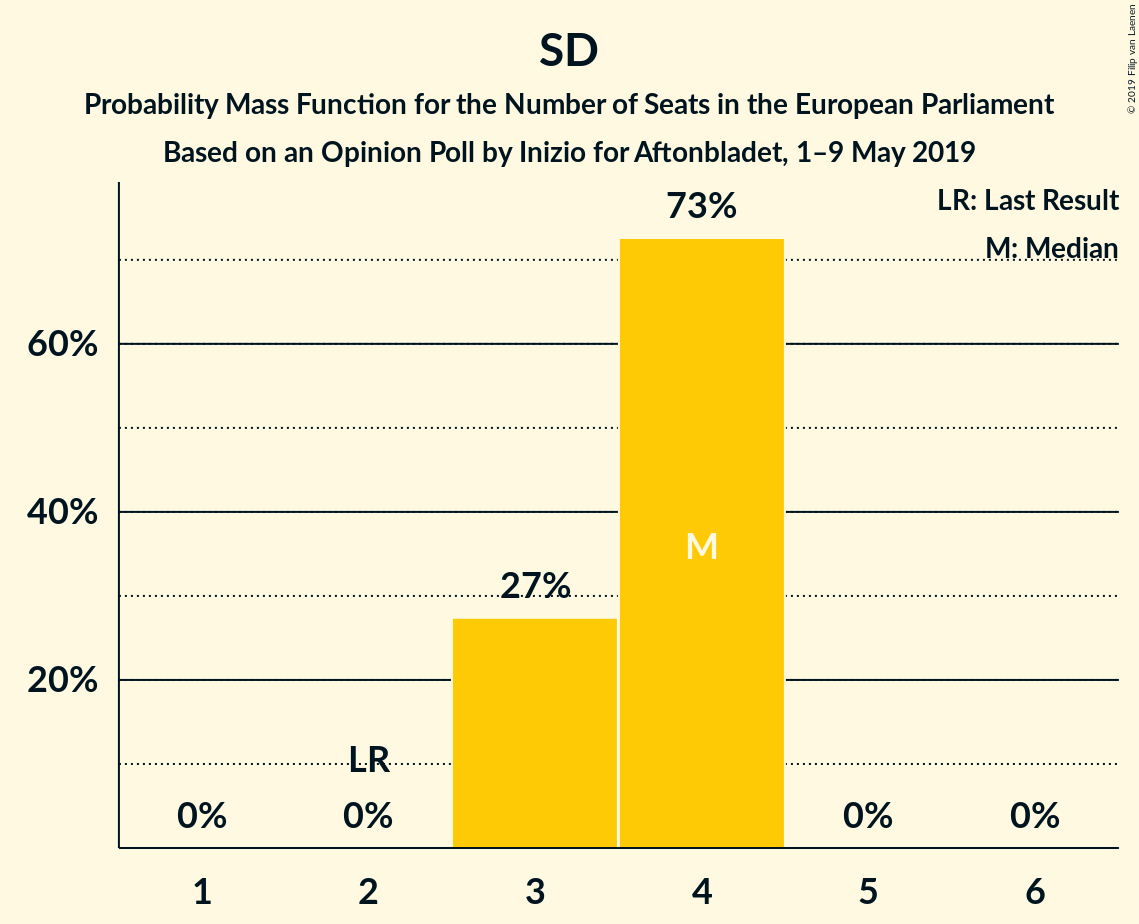 SD
Probability Mass Function for the Number of Seats in the European Parliament
Based on an Opinion Poll by Inizio for Aftonbladet, 1–9 May 2019
© 2019 Filip van Laenen
LR: Last Result
M: Median
73%
60%
40%
M
27%
20%
LR
0% 0% 0% 0%
1 2 3 4 5 6